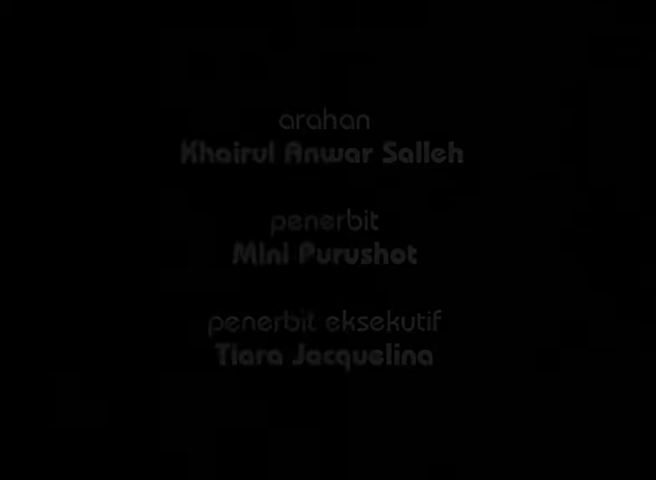 arahan
Khairul Anwar Salleh
penerbit
Mini Purushot
penerbit eksekutif
Tiara Jacquelina